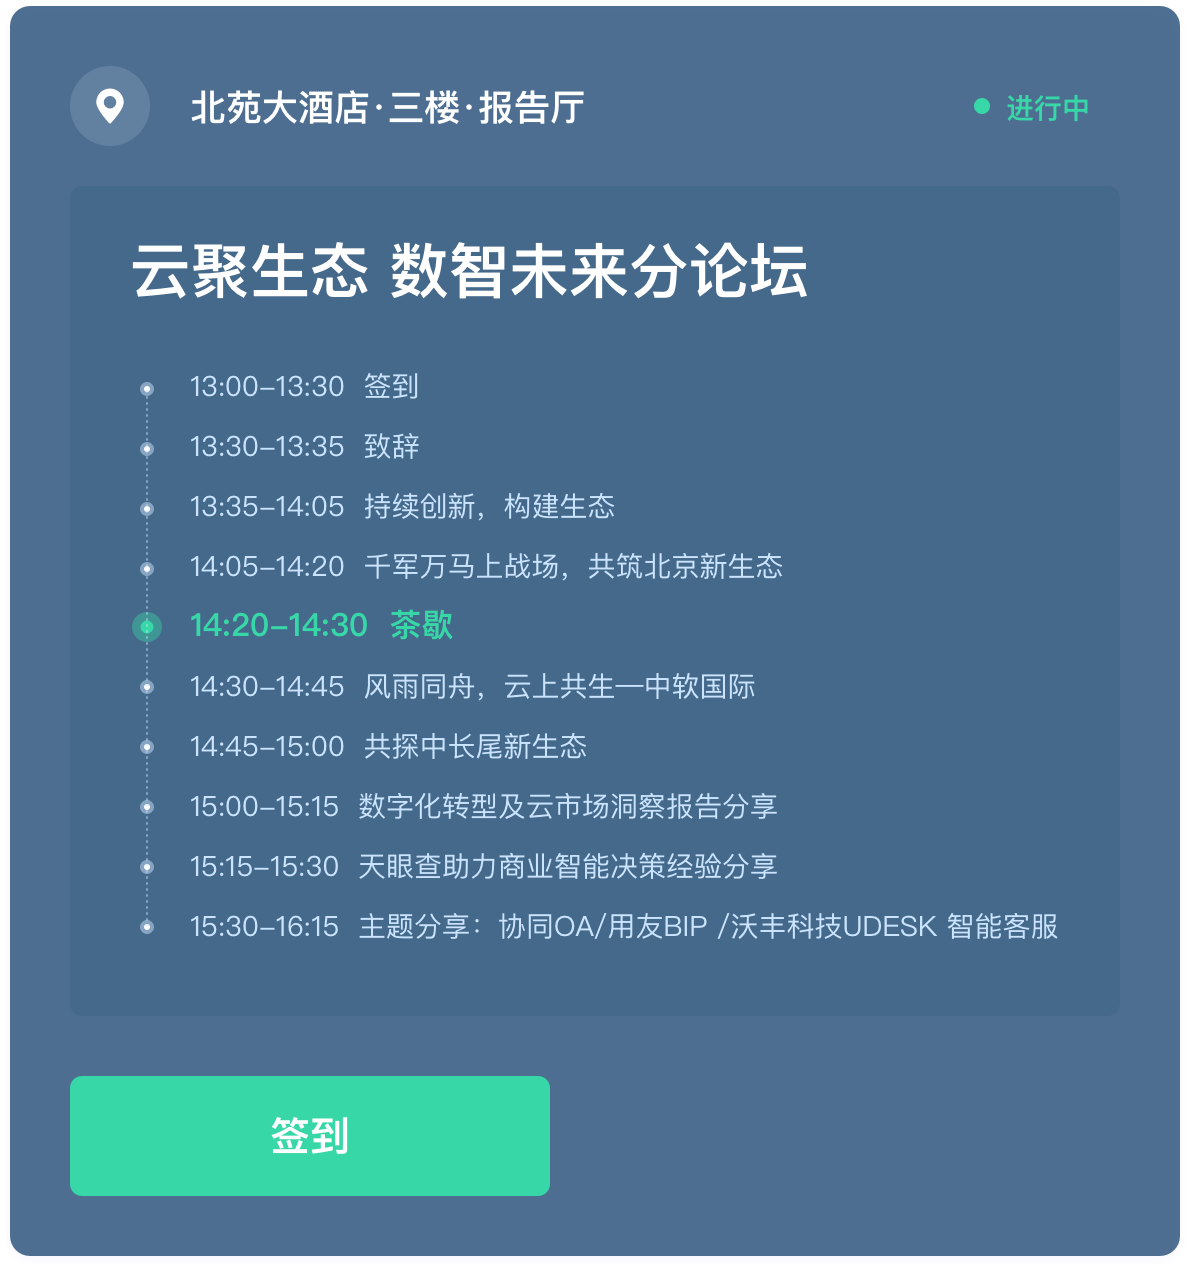 北苑大酒店·三楼·报告厅
进行中
云聚生态 数智未来分论坛
13:00-13:30 签到
13:30-13:35 致辞
13:35-14:05 持续创新，构建生态
14:05-14:20 千军万马上战场，共筑北京新生态
14:20-14:30 茶歇
14:30-14:45 风雨同舟，云上共生—中软国际
14:45-15:00 共探中长尾新生态
15:00-15:15 数字化转型及云市场洞察报告分享
15:15-15:30 天眼查助力商业智能决策经验分享
15:30-16:15 主题分享：协同OA/用友BIP /沃丰科技UDESK 智能客服
签到